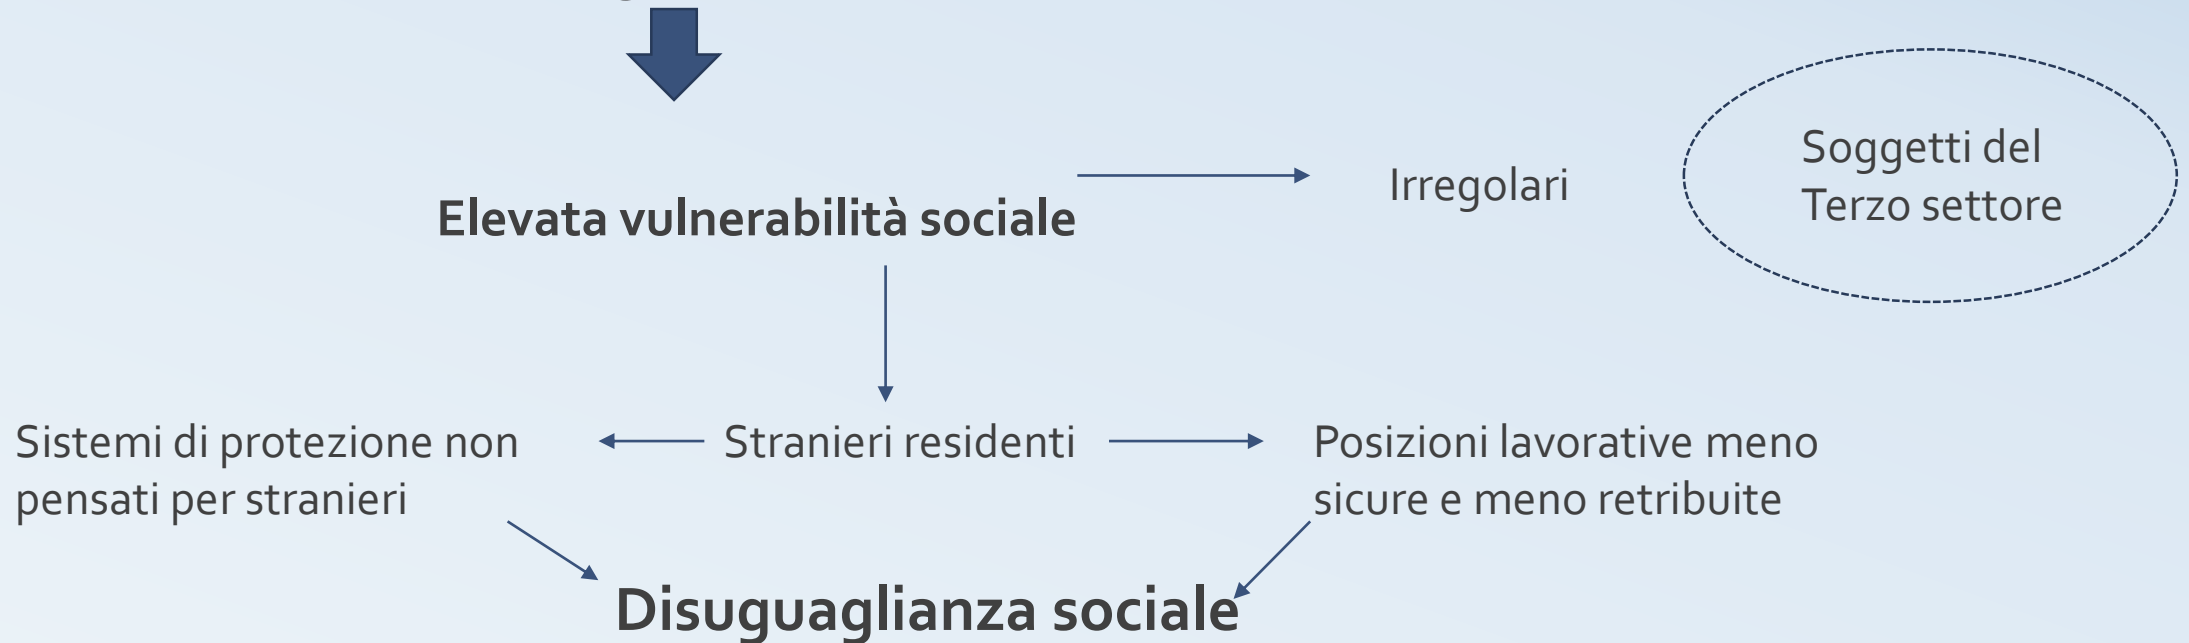 Elevata vulnerabilità sociale
Irregolari
Soggetti del
Terzo settore
Sistemi di protezione non
pensati per stranieri
Stranieri residenti
Posizioni lavorative meno
sicure e meno retribuite
Disuguaglianza sociale